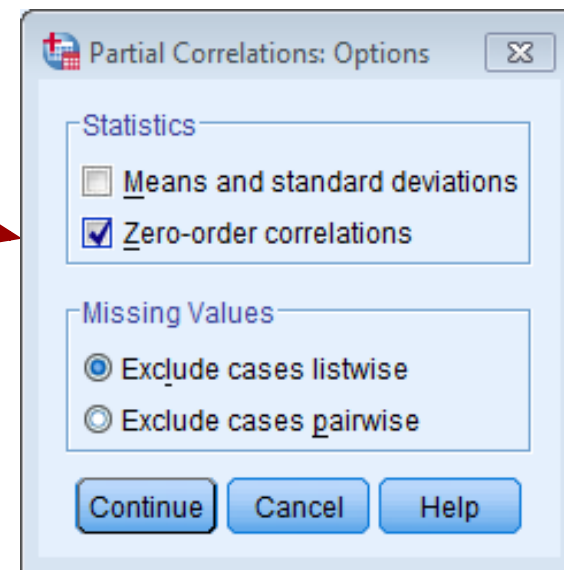 Partial Correlations: Options
Statistics
Means and standard deviations
Zero-order correlations
Missing Values
Exclude cases listwise
Exclude cases pairwise
Continue Cancel Help